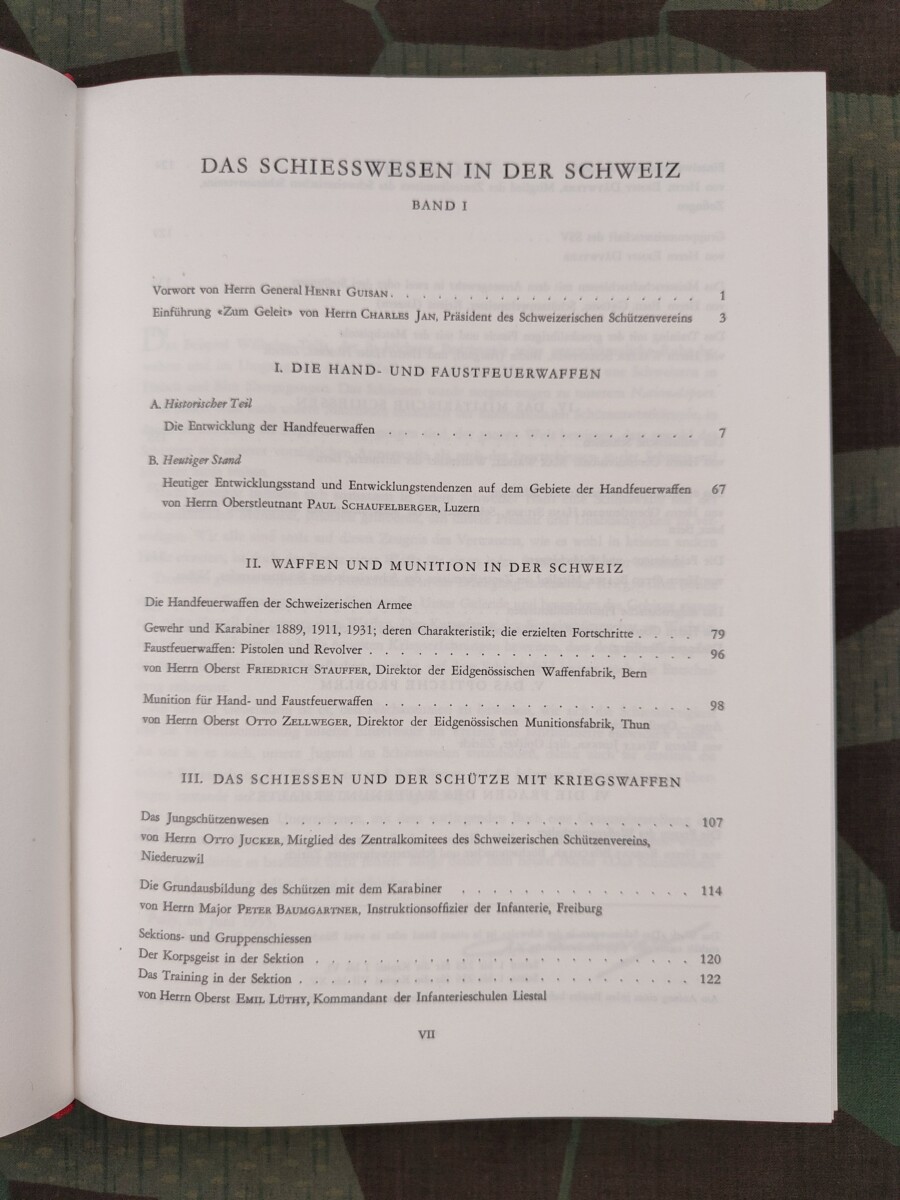 DAS SCHIESSWESEN IN DER SCHWEIZ
BAND I
Vorwort von Herrn General HENRI GUISAN . . . . . . . . . . . . . . . . . 1
Einführung «Zum Geleit» von Herrn CHARLES JAN, Präsident des Schweizerischen Schützenvereins 3
I. DIE HAND- UND FAUSTFEUERWAFFEN
A. Historischer Teil
Die Entwicklung der Handfeuerwaffen . . . . . . . . . . . . . . . . . 7
B. Heutiger Stand
Heutiger Entwicklungsstand und Entwicklungstendenzen auf dem Gebiete der Handfeuerwaffen 67
von Herrn Oberstleutnant PAUL SCHAUFELBERGER, Luzern
II. WAFFEN UND MUNITION IN DER SCHWEIZ
Die Handfeuerwaffen der Schweizerischen Armee
Gewehr und Karabiner 1889, 1911, 1931; deren Charakteristik; die erzielten Fortschritte . . . . 79
Faustfeuerwaffen: Pistolen und Revolver . . . . . . . . . . . . . . . . . . 96
von Herrn Oberst FRIEDRICH STAUFFER, Direktor der Eidgenössischen Waffenfabrik, Bern
Munition für Hand- und Faustfeuerwaffen . . . . . . . . . . . . . . . . . 98
von Herrn Oberst OTTO ZELLWEGER, Direktor der Eidgenössischen Munitionsfabrik, Thun
III. DAS SCHIESSEN UND DER SCHÜTZE MIT KRIEGSWAFFEN
Das Jungschützenwesen . . . . . . . . . . . . . . . . . . . . . . . 107
von Herrn OTTO JUCKER, Mitglied des Zentralkomitees des Schweizerischen Schützenvereins,
Niederuzwil
Die Grundausbildung des Schützen mit dem Karabiner . . . . . . . . . . . . . 114
von Herrn Major PETER BAUMGARTNER, Instruktionsoffizier der Infanterie, Freiburg
Sektions- und Gruppenschiessen
Der Korpsgeist in der Sektion . . . . . . . . . . . . . . . . . . . . . 120
Das Training in der Sektion . . . . . . . . . . . . . . . . . . . . . . 122
von Herrn Oberst EMIL LÜTHY, Kommandant der Infanterieschulen Liestal
VII